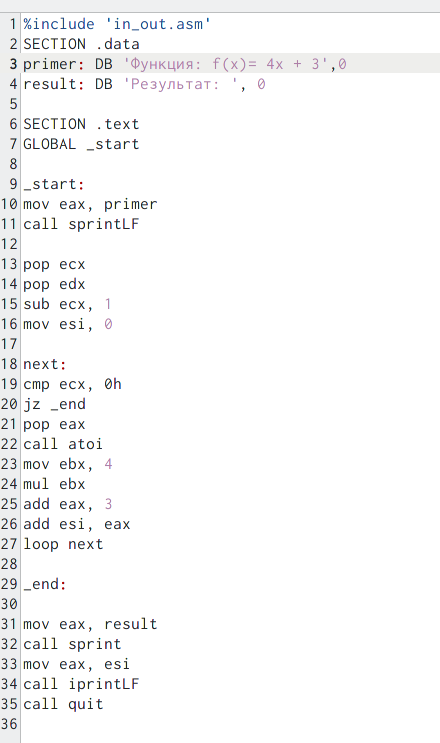 1 %include 'in_out.asm'
2 SECTION .data
3 primer: DB 'Функция: f(x)= 4x + 3',0
4 result: DB 'Результат: ', 0
5
6 SECTION .text
7 GLOBAL _start
8
9 _start:
10 mov eax, primer
11 call sprintLF
12
13 pop ecx
14 pop edx
15 sub ecx, 1
16 mov esi, 0
17
18 next:
19 cmp ecx, 0h
20 jz _end
21 pop eax
22 call atoi
23 mov ebx, 4
24 mul ebx
25 add eax, 3
26 add esi, eax
27 loop next
28
29 _end:
30
31 mov eax, result
32 call sprint
33 mov eax, esi
34 call iprintLF
35 call quit
36